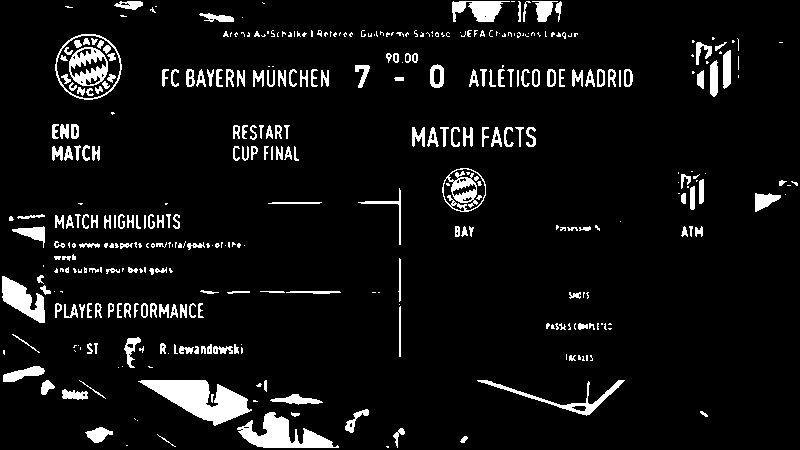 Arena AufSchalke | Referee: Guilherme Santoso · UEFA Champions League
90:00
FC BAYERN MÜNCHEN 7 - 0 ATLÉTICO DE MADRID
END
MATCH
RESTART
CUP FINAL
MATCH FACTS
FC BAYERN
MÜNCHEN
FC BAYERN
MÜNCHEN
BAY
Possession %
ATM
MATCH HIGHLIGHTS
Go to www.easports.com/fifa/goals-of-the-
week
and submit your best goals
SHOTS
PLAYER PERFORMANCE
PASSES COMPLETED
ST R. Lewandowski
TACKLES
Select